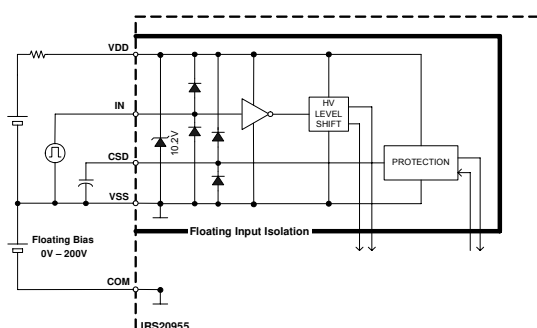 VDD
IN
HV
LEVEL
SHIFT
10.2V
CSD
PROTECTION
VSS
Floating Input Isolation
Floating Bias
0V – 200V
COM
IRS20955